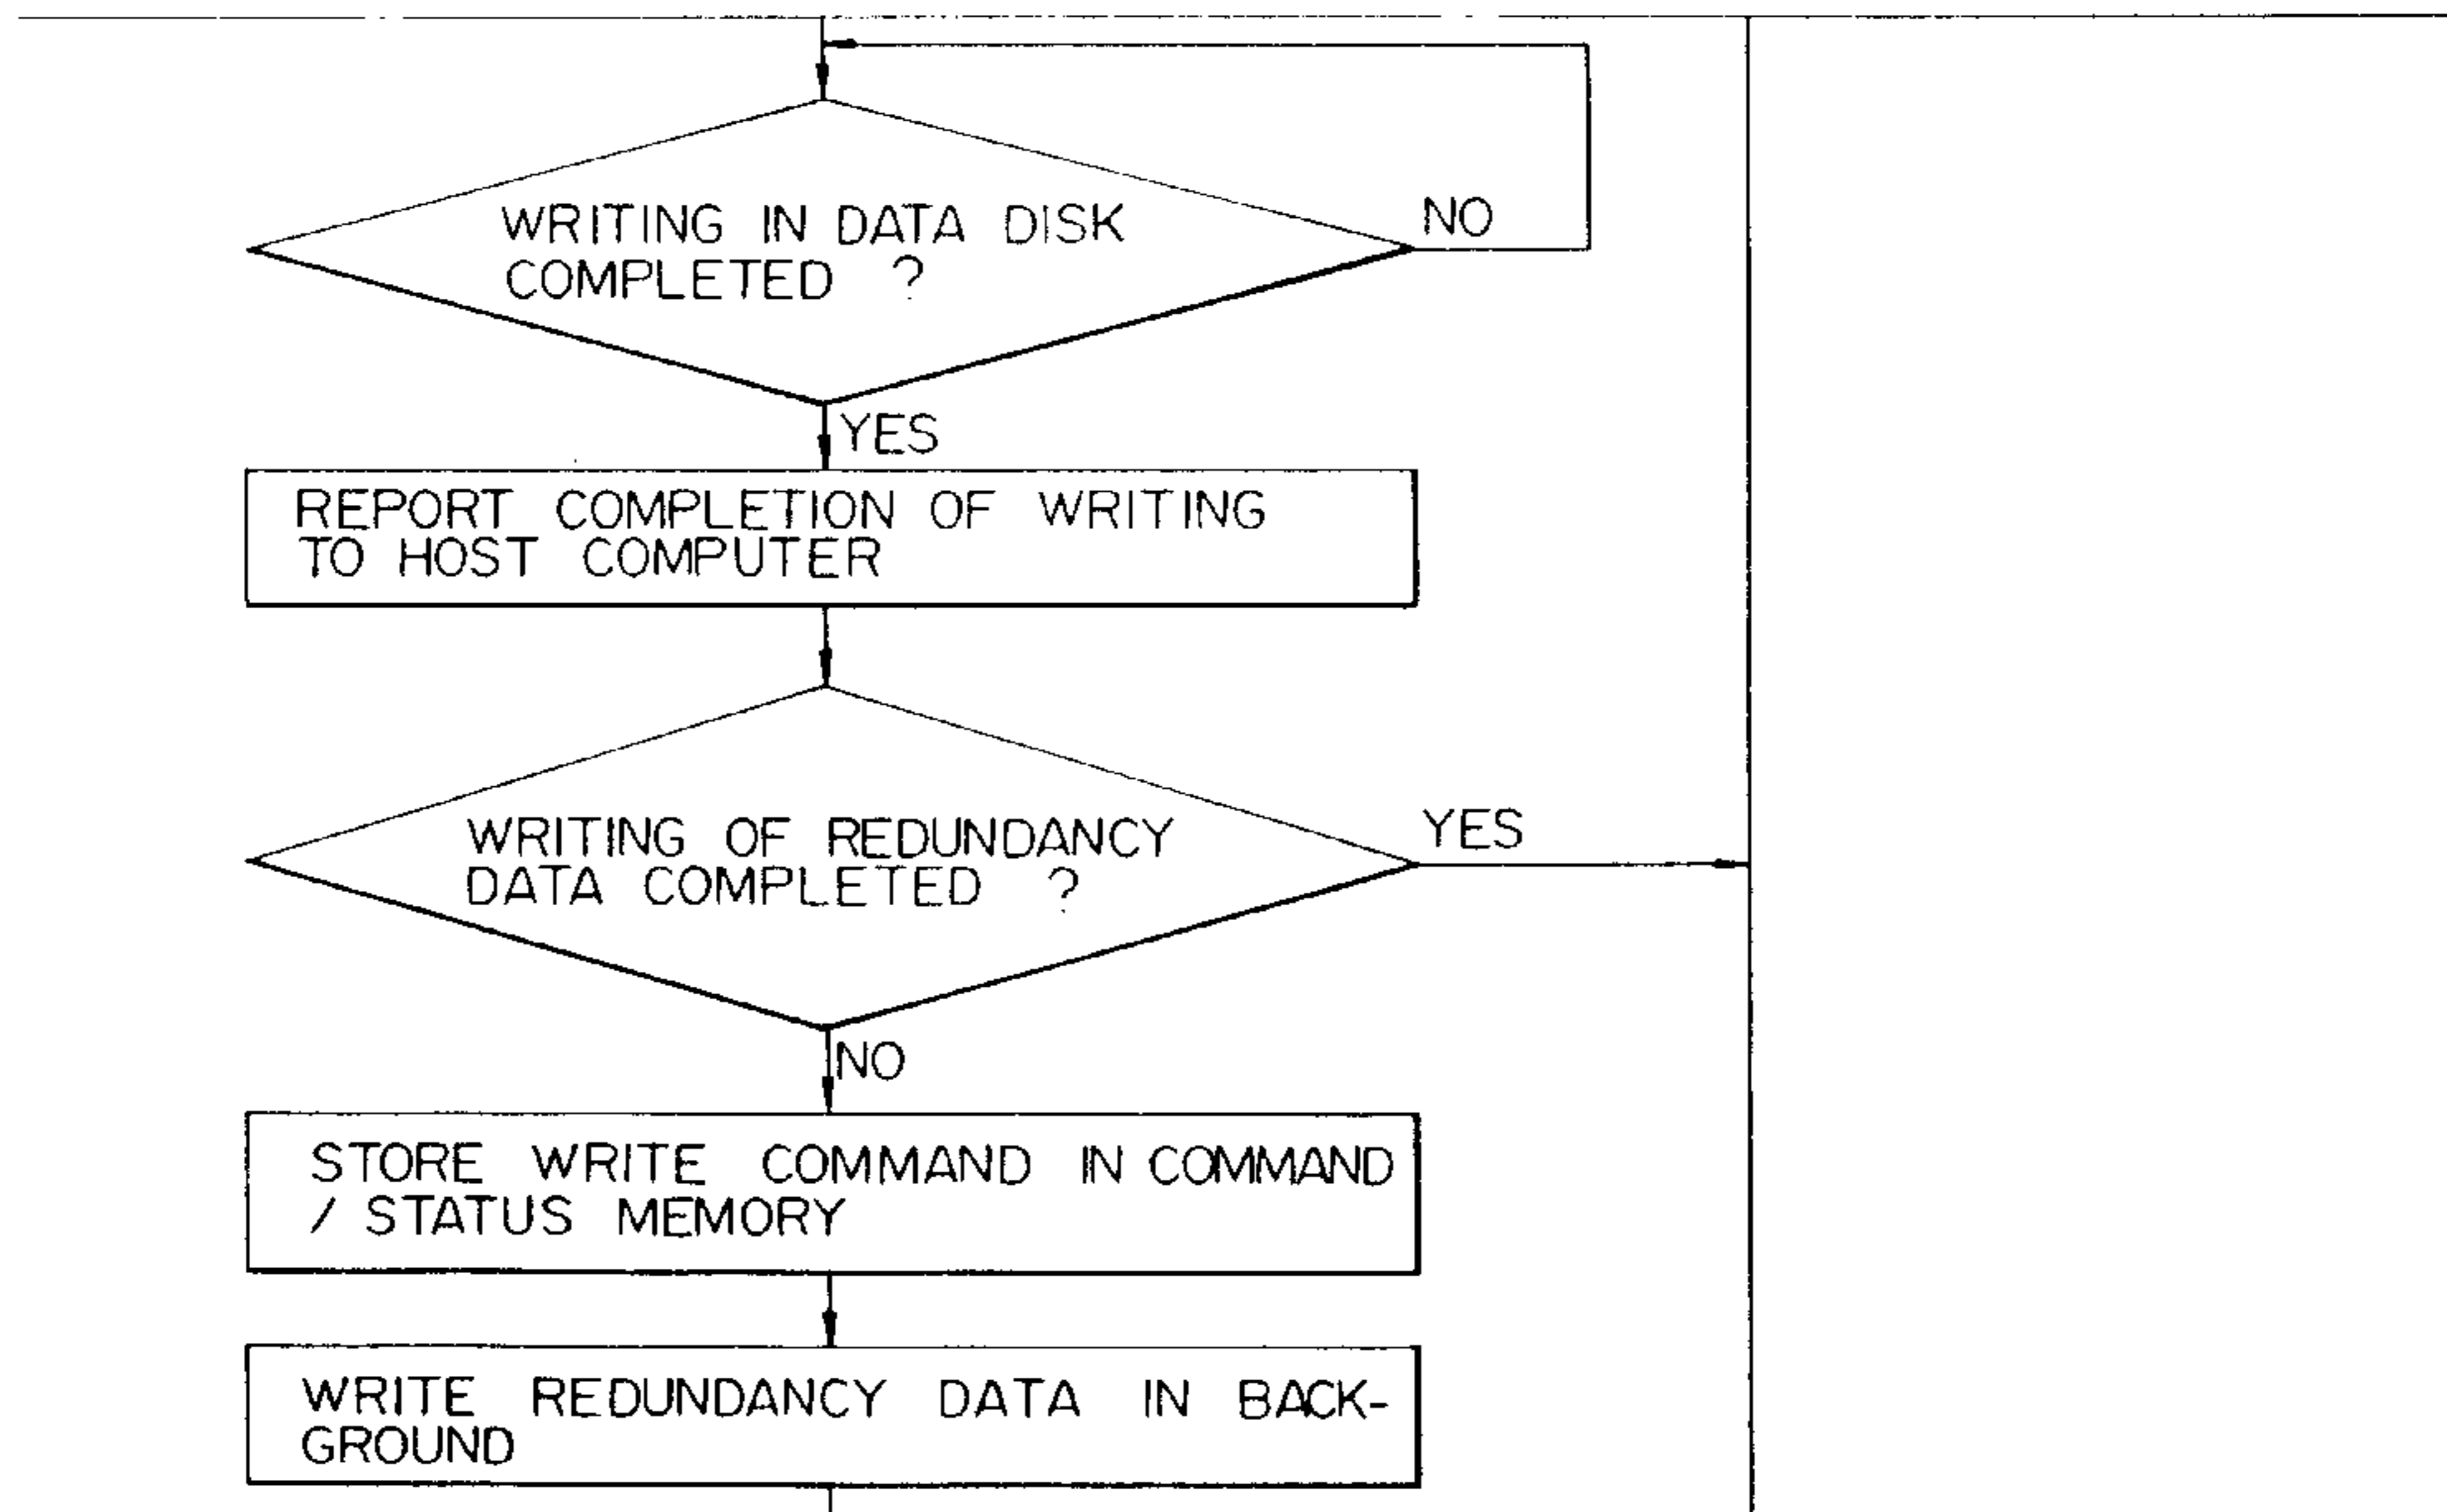 WRITING IN DATA DISK
COMPLETED ?
NO
YES
REPORT COMPLETION OF WRITING
TO HOST COMPUTER
WRITING OF REDUNDANCY
DATA COMPLETED ?
YES
NO
STORE WRITE COMMAND IN COMMAND
/ STATUS MEMORY
WRITE REDUNDANCY DATA IN BACK-
GROUND